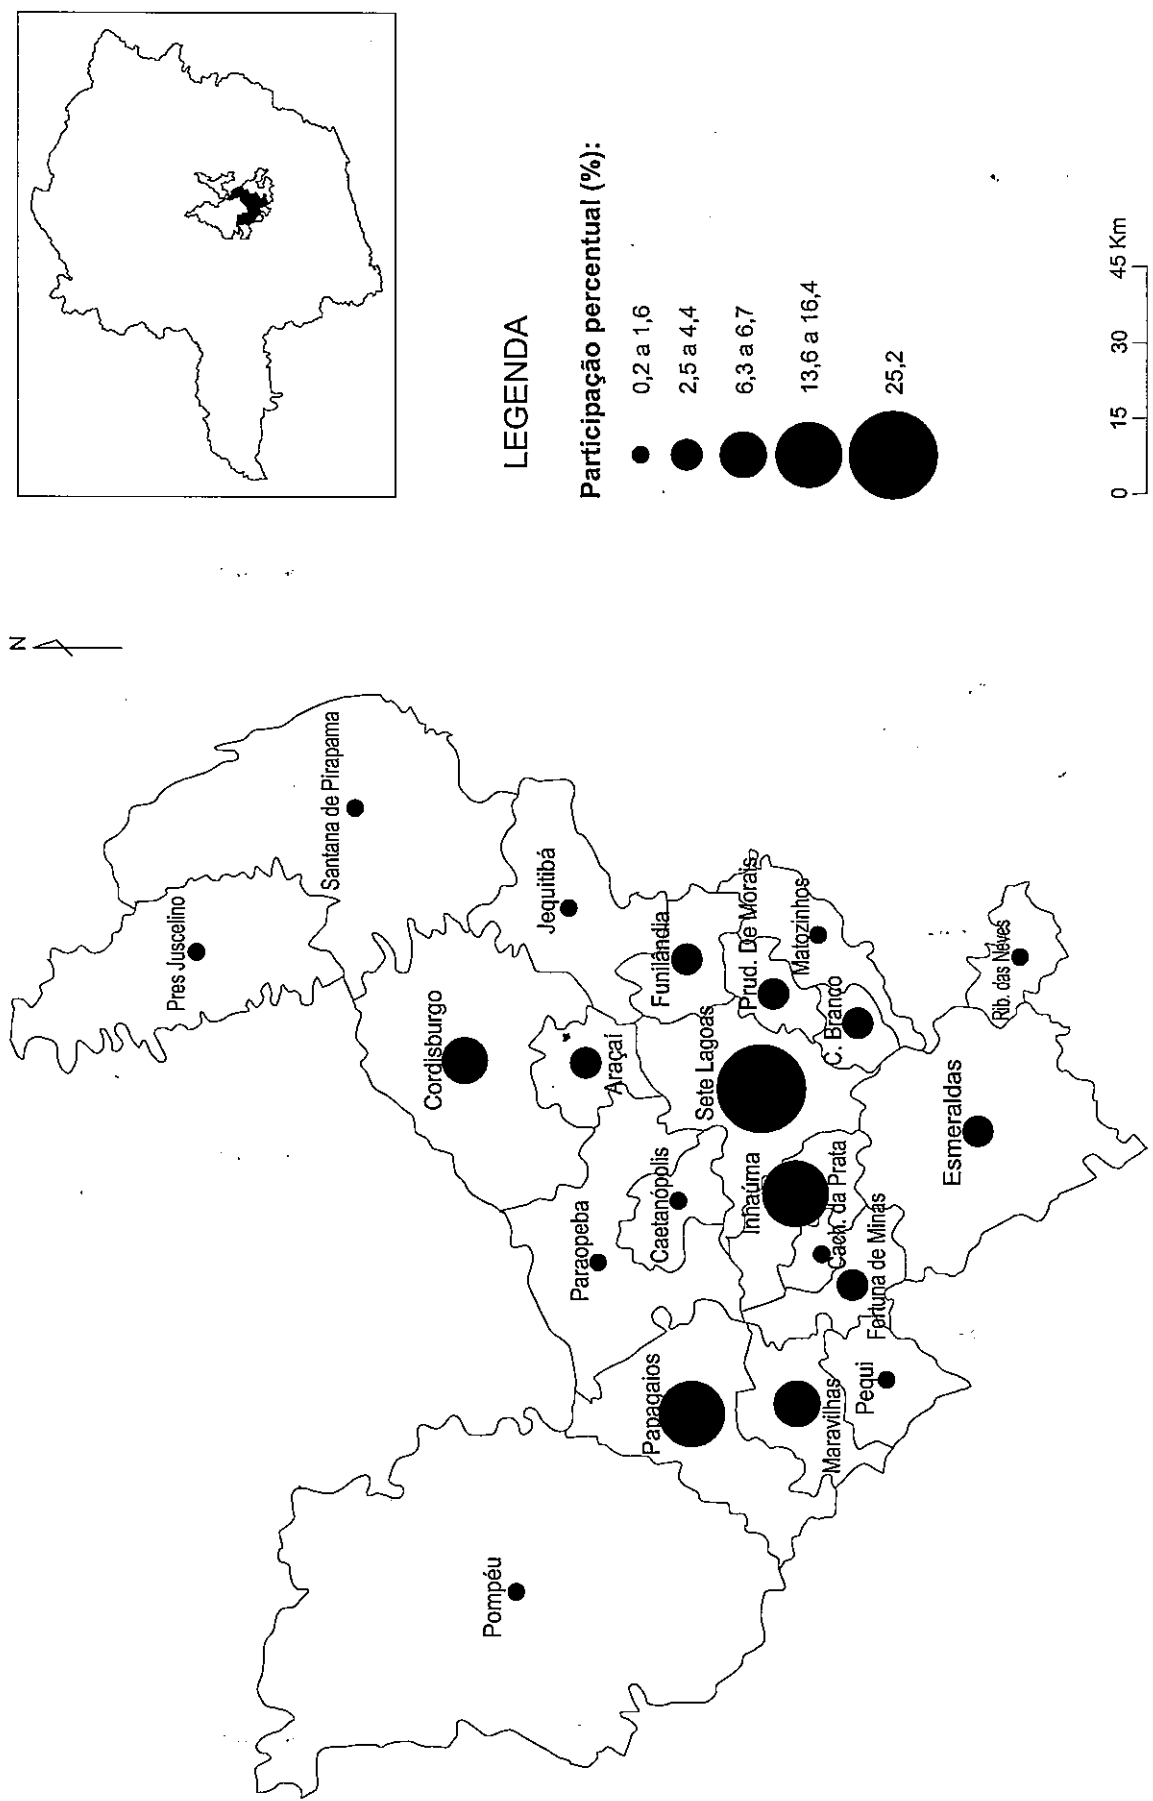 N
Pres Juscelino
Santana de Pirapama
Cordisburgo
Jequitibá
Araçaí
Funilândia
Paraopeba
Caetanópolis
Sete Lagoas
Prud. De Morais
Matozinhos
C. Branco
Inhaúma
Cach. da Prata
Fortuna de Minas
Papagaios
Maravilhas
Pequi
Pompéu
Esmeraldas
Rib. das Neves
LEGENDA
Participação percentual (%):
0,2 a 1,6
2,5 a 4,4
6,3 a 6,7
13,6 a 16,4
25,2
0 15 30 45 Km